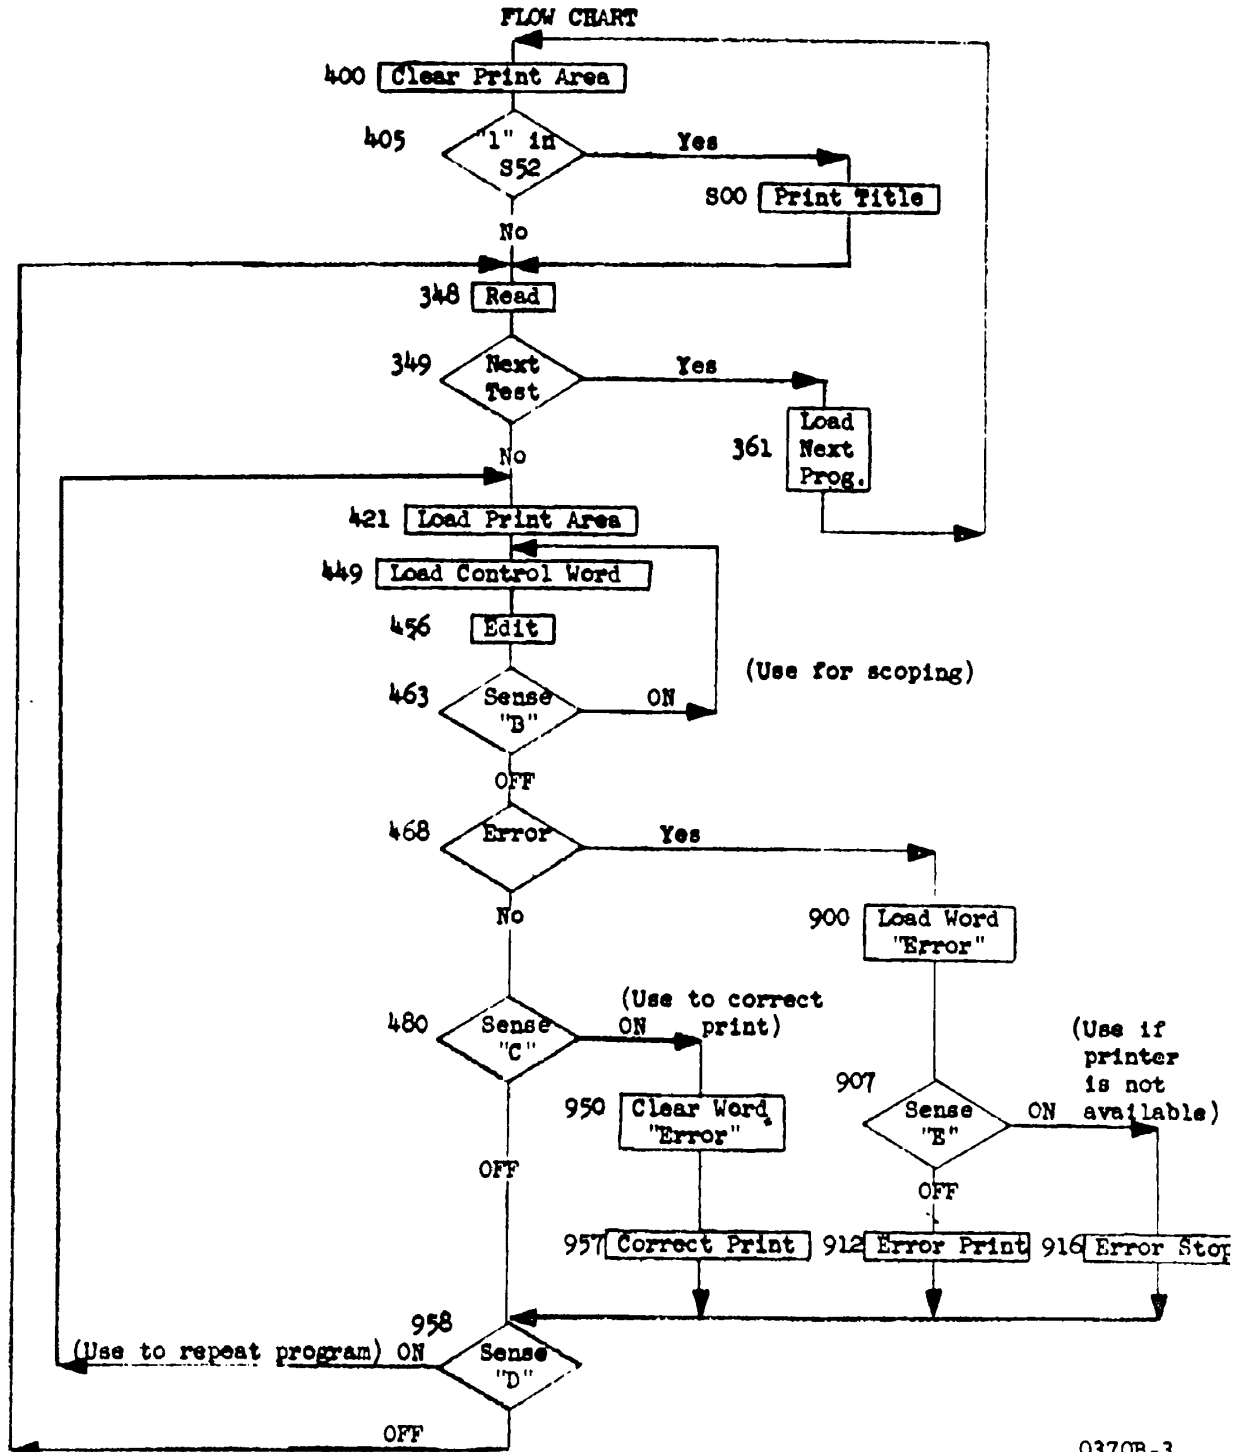 FLOW CHART
400 Clear Print Area
405 "1" in
S52
Yes
800 Print Title
No
348 Read
349 Next
Test
Yes
361 Load
Next
Prog.
No
421 Load Print Area
449 Load Control Word
456 Edit
463 Sense
"B"
ON
(Use for scoping)
OFF
468 Error
Yes
No
900 Load Word
"Error"
480 Sense
"C"
ON
(Use to correct
print)
907 Sense
"E"
ON
(Use if
printer
is not
available)
950 Clear Word
"Error"
OFF
OFF
957 Correct Print
912 Error Print
916 Error Stop
958 Sense
"D"
(Use to repeat program) ON
OFF
0370B-3